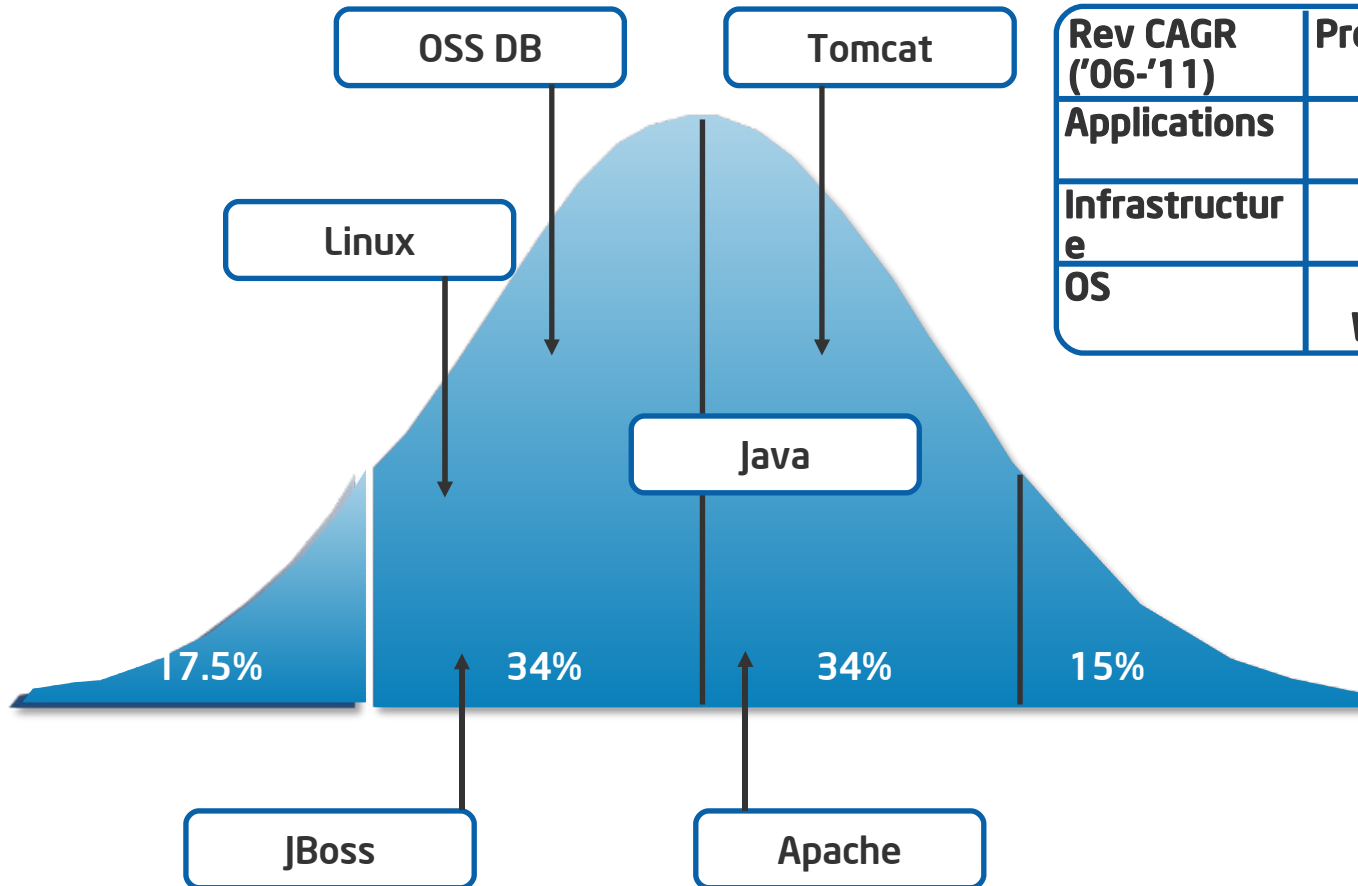 OSS DB
Tomcat
Rev CAGR
('06-'11)
Applications
Infrastructur
e
OS
Linux
Java
17.5%
34%
34%
15%
JBoss
Apache